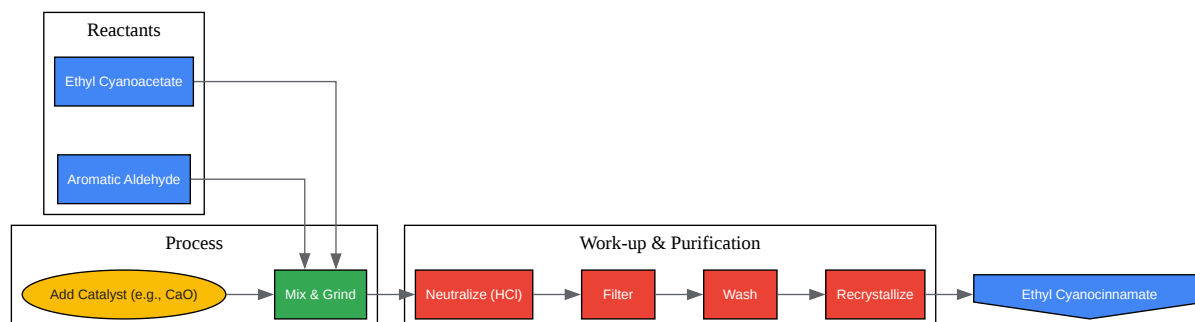 Reactants
Ethyl Cyanoacetate
Aromatic Aldehyde
Process
Add Catalyst (e.g., CaO)
Mix & Grind
Work-up & Purification
Neutralize (HCl)
Filter
Wash
Recrystallize
Ethyl Cyanocinnamate